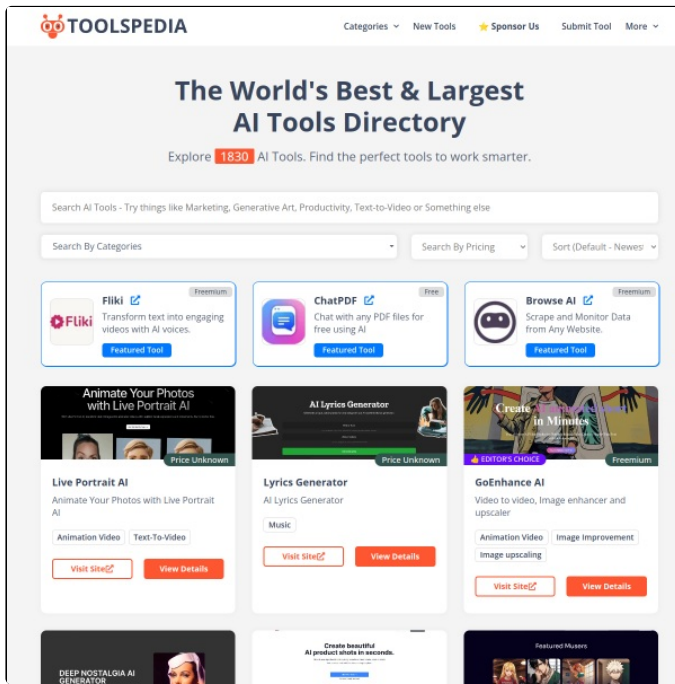 TOOLSPEDIA
Categories
New Tools
Sponsor Us
Submit Tool
More
The World's Best & Largest
AI Tools Directory
Explore 1830 AI Tools. Find the perfect tools to work smarter.
Search AI Tools - Try things like Marketing, Generative Art, Productivity, Text-to-Video or Something else
Search By Categories
Search By Pricing
Sort (Default - Newest
Freemium
Fliki
Fliki
Transform text into engaging
videos with AI voices.
Featured Tool
Free
ChatPDF
Chat with any PDF files for
free using AI
Featured Tool
Freemium
Browse AI
Scrape and Monitor Data
from Any Website.
Featured Tool
Animate Your Photos
with Live Portrait AI
Price Unknown
Live Portrait AI
Animate Your Photos with Live Portrait
AI
Animation Video
Text-To-Video
Visit Site
View Details
AI Lyrics Generator
Price Unknown
Lyrics Generator
AI Lyrics Generator
Music
Visit Site
View Details
Create
in Minutes
EDITOR'S CHOICE
Freemium
GoEnhance AI
Video to video, Image enhancer and
upscaler
Animation Video
Image Improvement
Image upscaling
Visit Site
View Details
DEEP NOSTALGIA AI
GENERATOR
Create beautiful
AI product shots in seconds.
Featured Musers